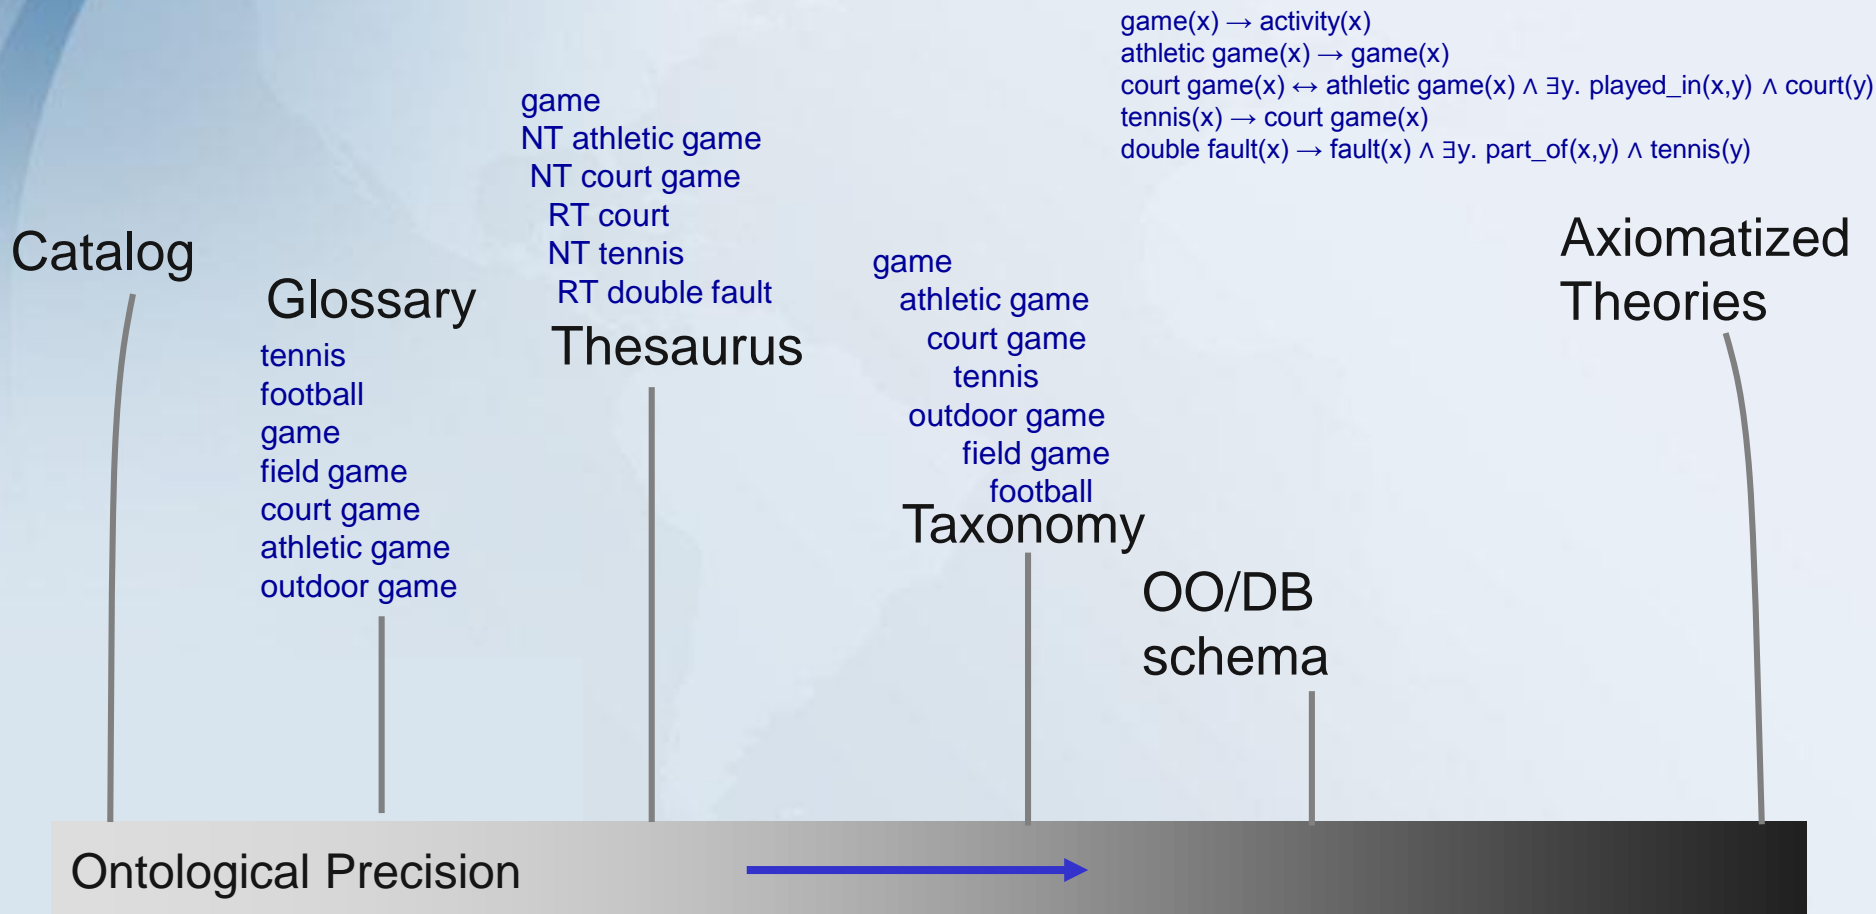 Catalog
Glossary
tennis
football
game
field game
court game
athletic game
outdoor game
game
NT athletic game
NT court game
RT court
NT tennis
RT double fault
Thesaurus
game
athletic game
court game
tennis
outdoor game
field game
football
Taxonomy
OO/DB
schema
game(x) → activity(x)
athletic game(x) → game(x)
court game(x) ↔ athletic game(x) ∧ ∃y. played_in(x,y) ∧ court(y)
tennis(x) → court game(x)
double fault(x) → fault(x) ∧ ∃y. part_of(x,y) ∧ tennis(y)
Axiomatized
Theories
Ontological Precision